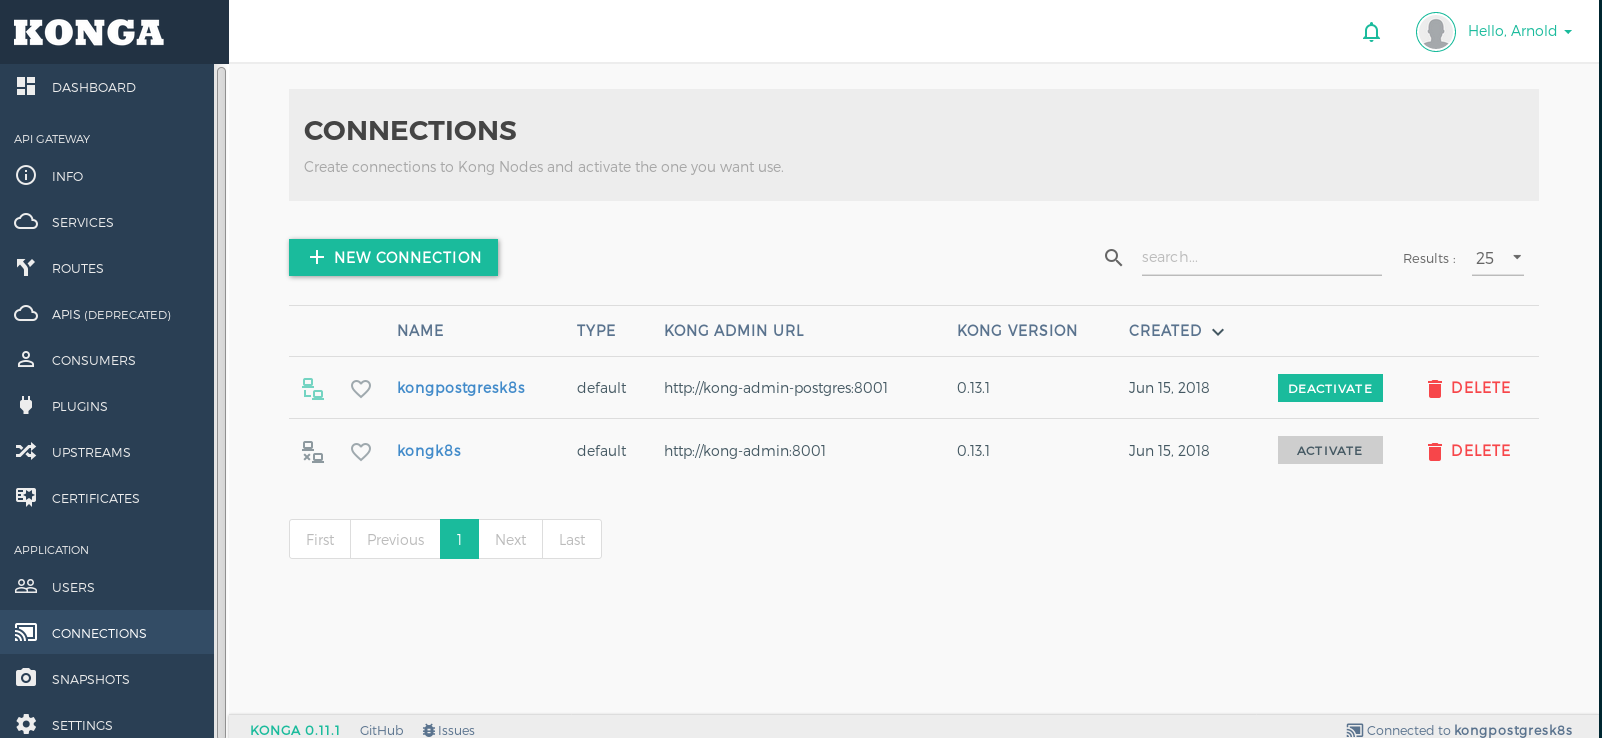 KONGA
Hello, Arnold
DASHBOARD
API GATEWAY
INFO
SERVICES
ROUTES
APIS (DEPRECATED)
CONSUMERS
PLUGINS
UPSTREAMS
CERTIFICATES
APPLICATION
USERS
CONNECTIONS
SNAPSHOTS
SETTINGS
CONNECTIONS
Create connections to Kong Nodes and activate the one you want use.
NEW CONNECTION
search...
Results :
25
NAME TYPE KONG ADMIN URL KONG VERSION CREATED
kongpostgresk8s default http://kong-admin-postgres:8001 0.13.1 Jun 15, 2018 DEACTIVATE DELETE
kongk8s default http://kong-admin:8001 0.13.1 Jun 15, 2018 ACTIVATE DELETE
First Previous 1 Next Last
KONGA 0.11.1 GitHub Issues Connected to kongpostgresk8s